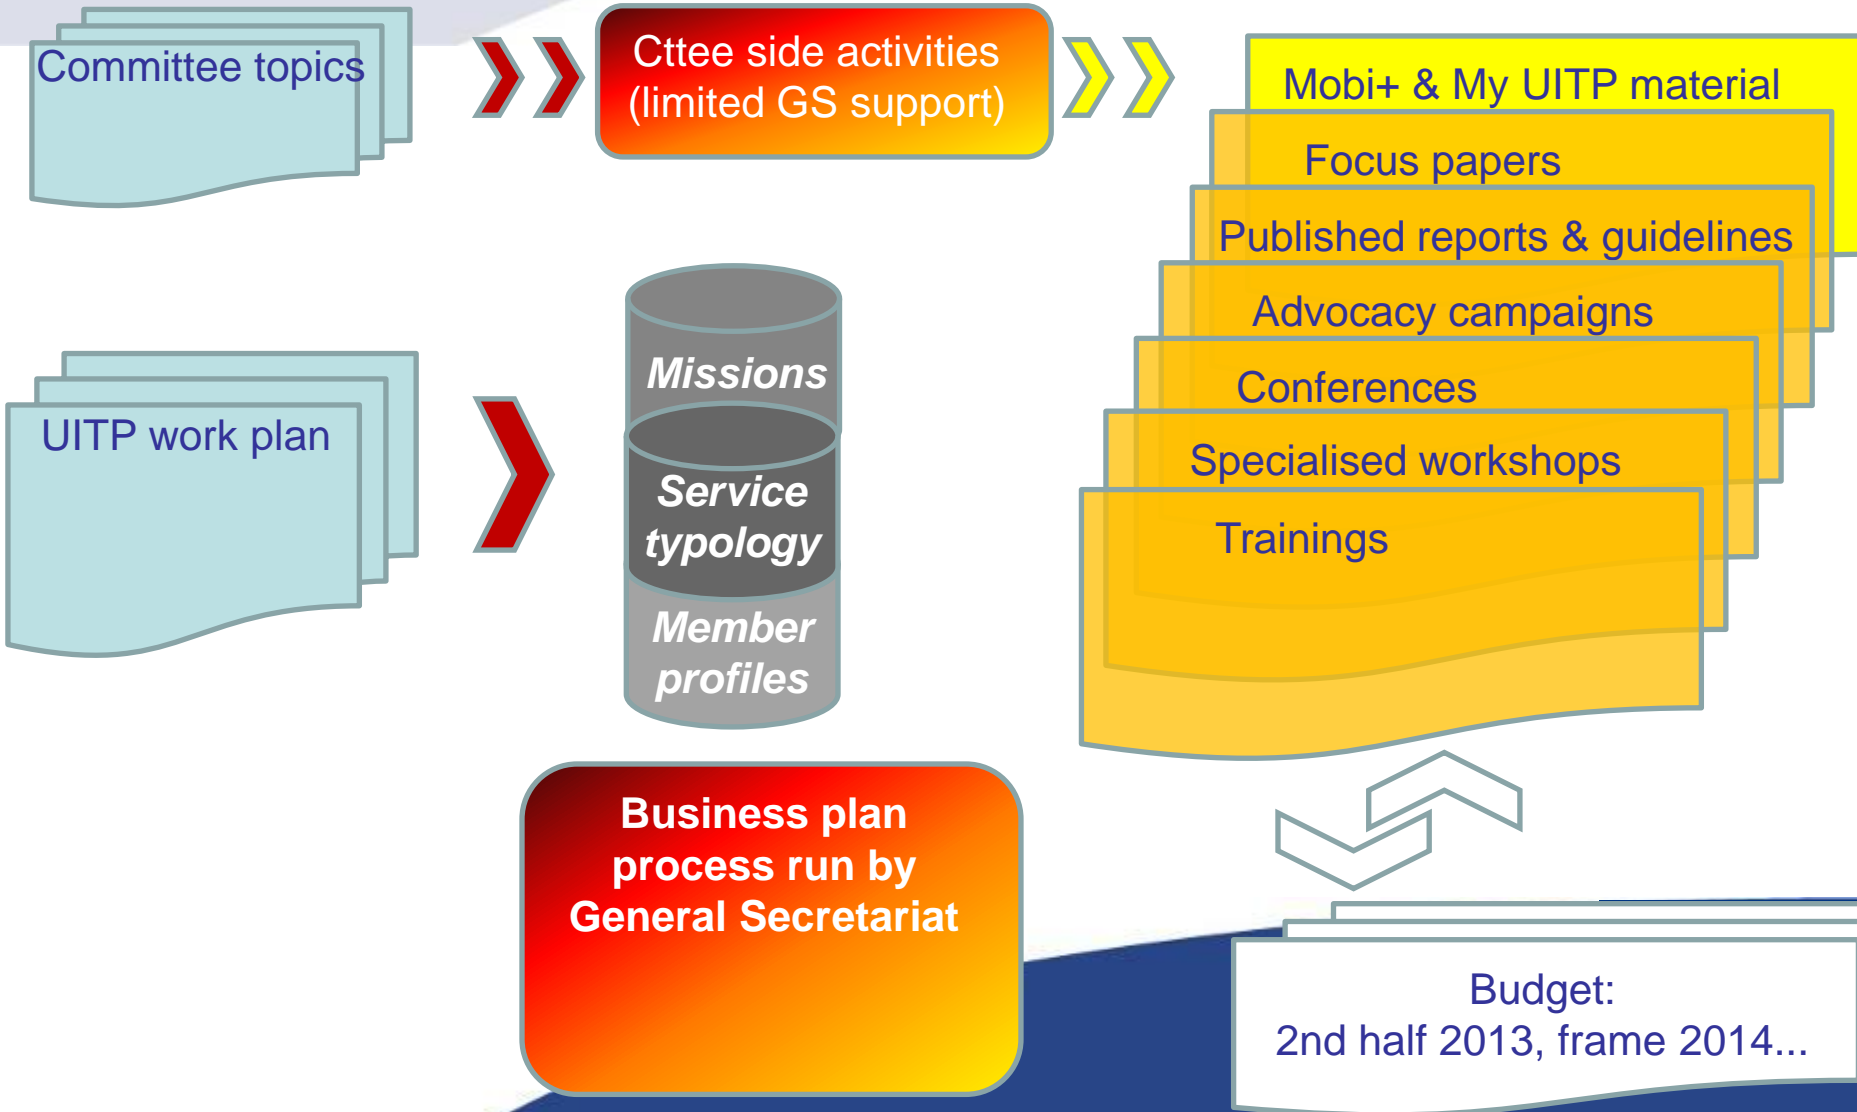 Committee topics
Cttee side activities
(limited GS support)
Mobi+ & My UITP material
Focus papers
Published reports & guidelines
Advocacy campaigns
Conferences
Specialised workshops
Trainings
UITP work plan
Missions
Service
typology
Member
profiles
Business plan
process run by
General Secretariat
Budget:
2nd half 2013, frame 2014...